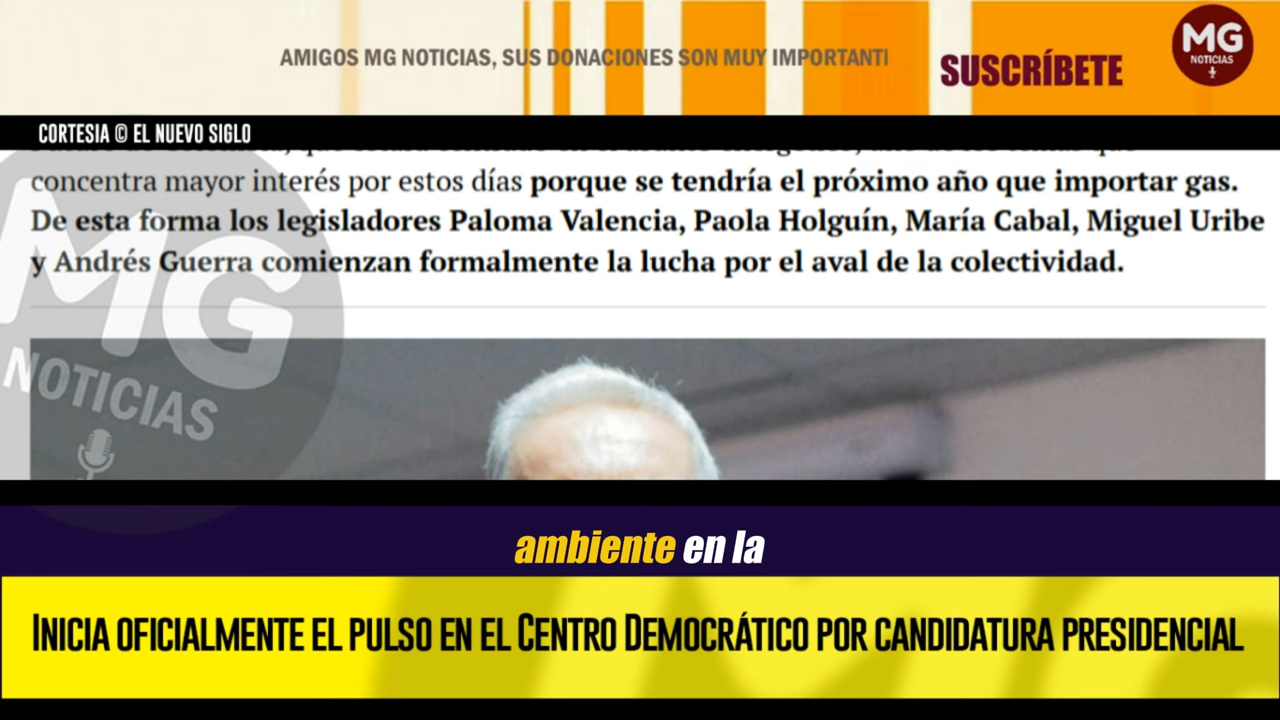 AMIGOS MG NOTICIAS, SUS DONACIONES SON MUY IMPORTANTI
SUSCRÍBETE
MG
NOTICIAS
CORTESIA © EL NUEVO SIGLO
concentra mayor interés por estos días porque se tendría el próximo año que importar gas.
De esta forma los legisladores Paloma Valencia, Paola Holguín, María Cabal, Miguel Uribe
y Andrés Guerra comienzan formalmente la lucha por el aval de la colectividad.
MG
NOTICIAS
ambiente en la
INICIA OFICIALMENTE EL PULSO EN EL CENTRO DEMOCRÁTICO POR CANDIDATURA PRESIDENCIAL